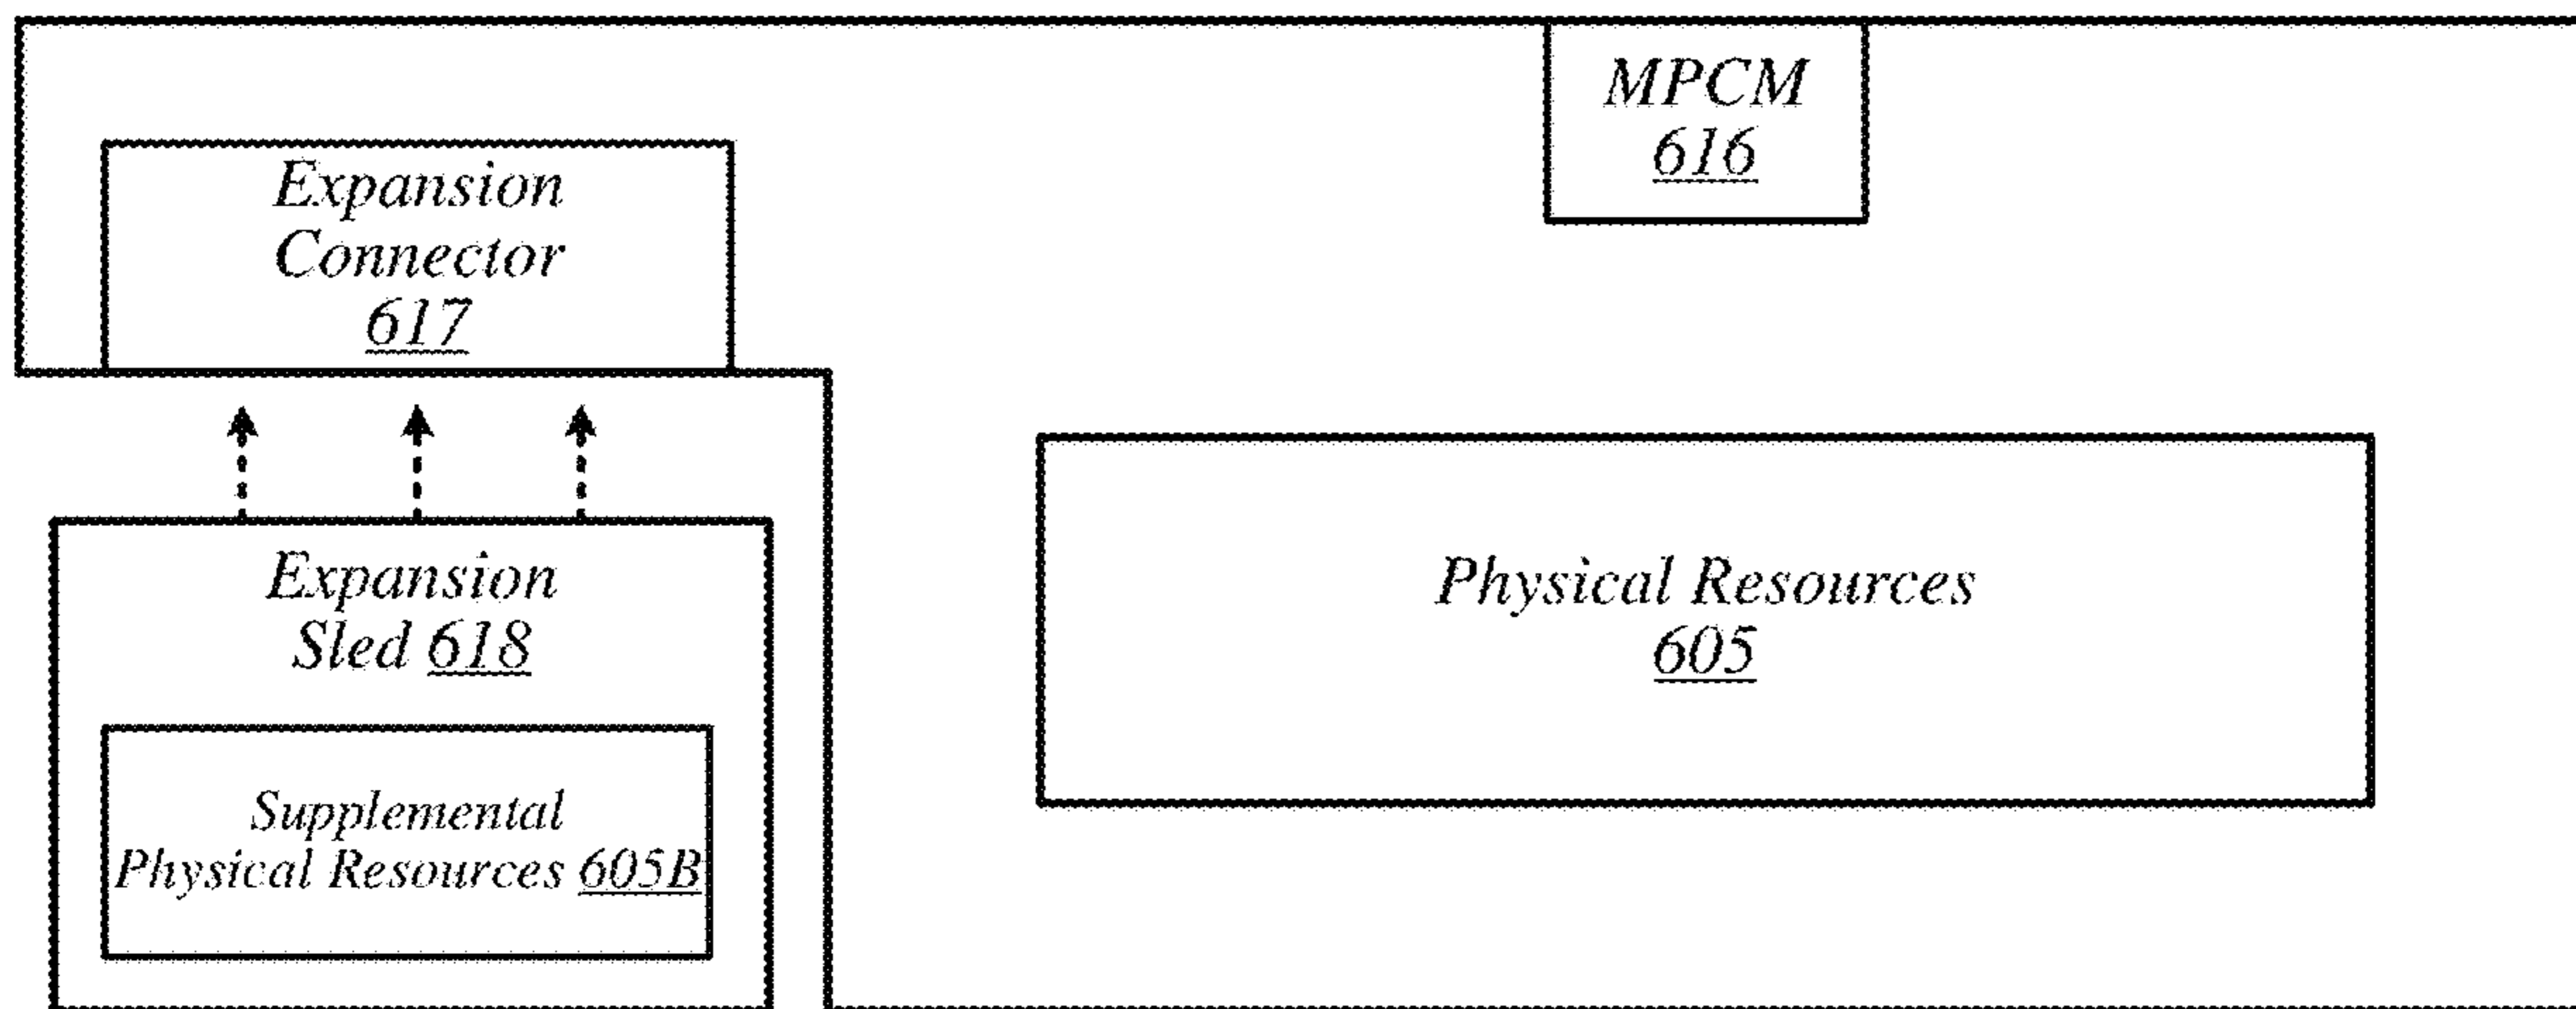 MPCM
616
Expansion
Connector
617
Expansion
Sled 618
Physical Resources
605
Supplemental
Physical Resources 605B